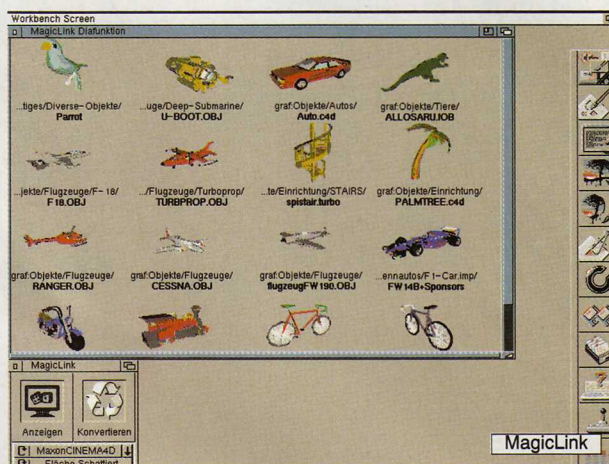 Workbench Screen
MagicLink Diafunktion
...tiges/Diverse-Objekte/
Parrot
...uge/Deep-Submarine/
U-BOOT.OBJ
graf:Objekte/Autos/
Auto.c4d
graf:Objekte/Tiere/
ALLOSARU.IOB
...jekte/Flugzeuge/F-18/
F18.OBJ
.../Flugzeuge/Turboprop/
TURBPROP.OBJ
...te/Einrichtung/STAIRS/
spistair.turbo
graf:Objekte/Einrichtung/
PALMTREE.c4d
graf:Objekte/Flugzeuge/
RANGER.OBJ
graf:Objekte/Flugzeuge/
CESSNA.OBJ
graf:Objekte/Flugzeuge/
flugzeugFW190.OBJ
...ennautos/F1-Car.imp/
FW14B+Sponsors
MagicLink
Anzeigen
Konvertieren
MaxonCINEMA4D
Fläche Schattiert
MagicLink